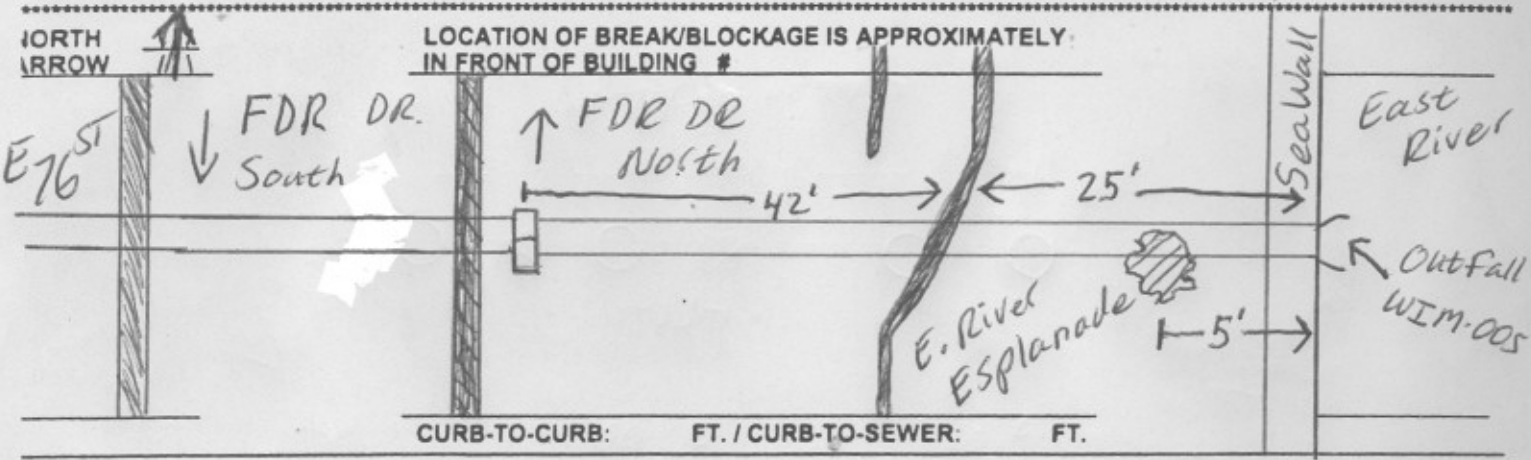 NORTH
ARROW
LOCATION OF BREAK/BLOCKAGE IS APPROXIMATELY
IN FRONT OF BUILDING #
E 76 ST
FDR DR.
South
FDR DR
North
42'
25'
Sea Wall
East
River
Outfall
WIM-005
E. River
Esplanade
5'
CURB-TO-CURB: FT. / CURB-TO-SEWER: FT.